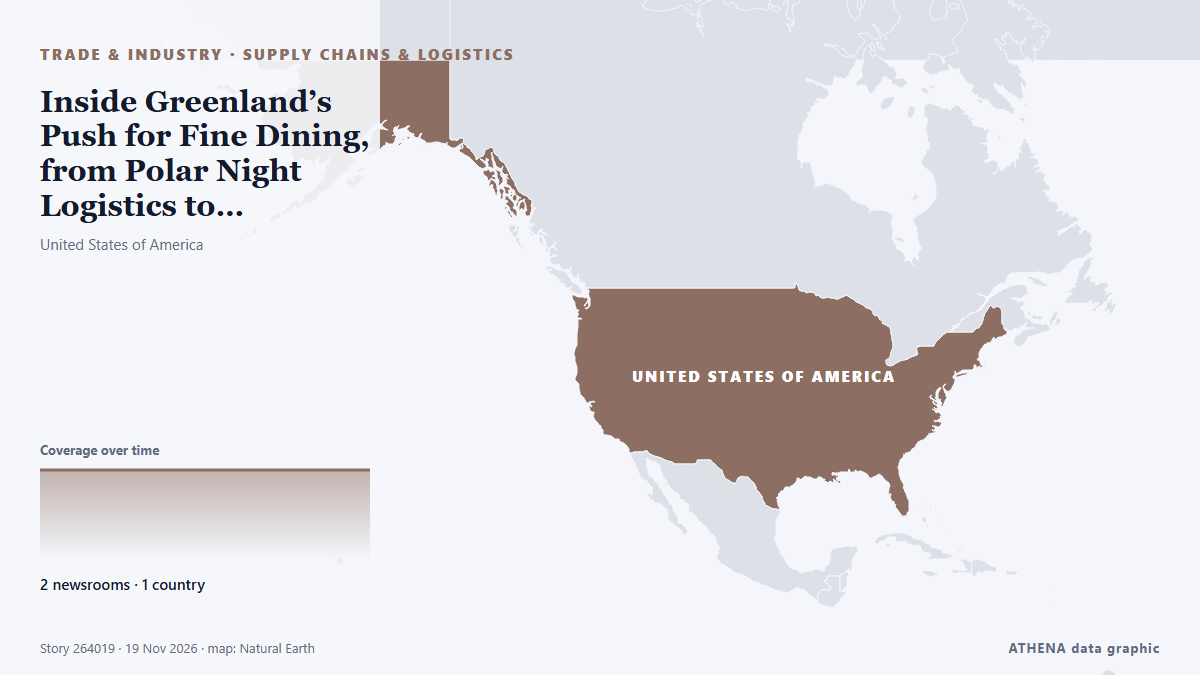 TRADE & INDUSTRY · SUPPLY CHAINS & LOGISTICS
Inside Greenland’s
Push for Fine Dining,
from Polar Night
Logistics to…
United States of America
UNITED STATES OF AMERICA
Coverage over time
2 newsrooms · 1 country
Story 264019 · 19 Nov 2026 · map: Natural Earth
ATHENA data graphic